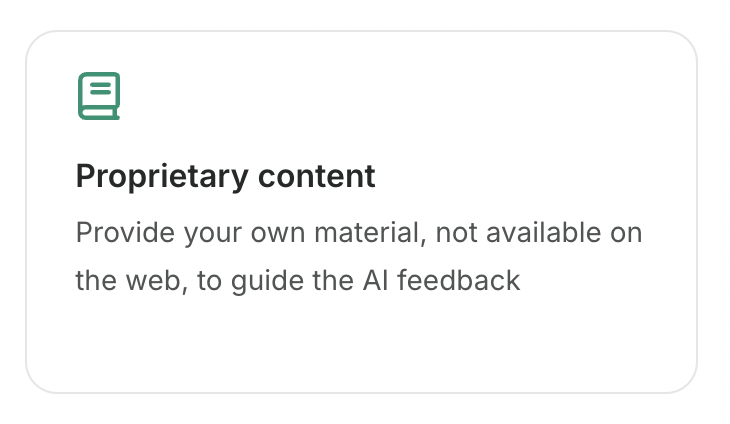 Proprietary content
Provide your own material, not available on
the web, to guide the AI feedback